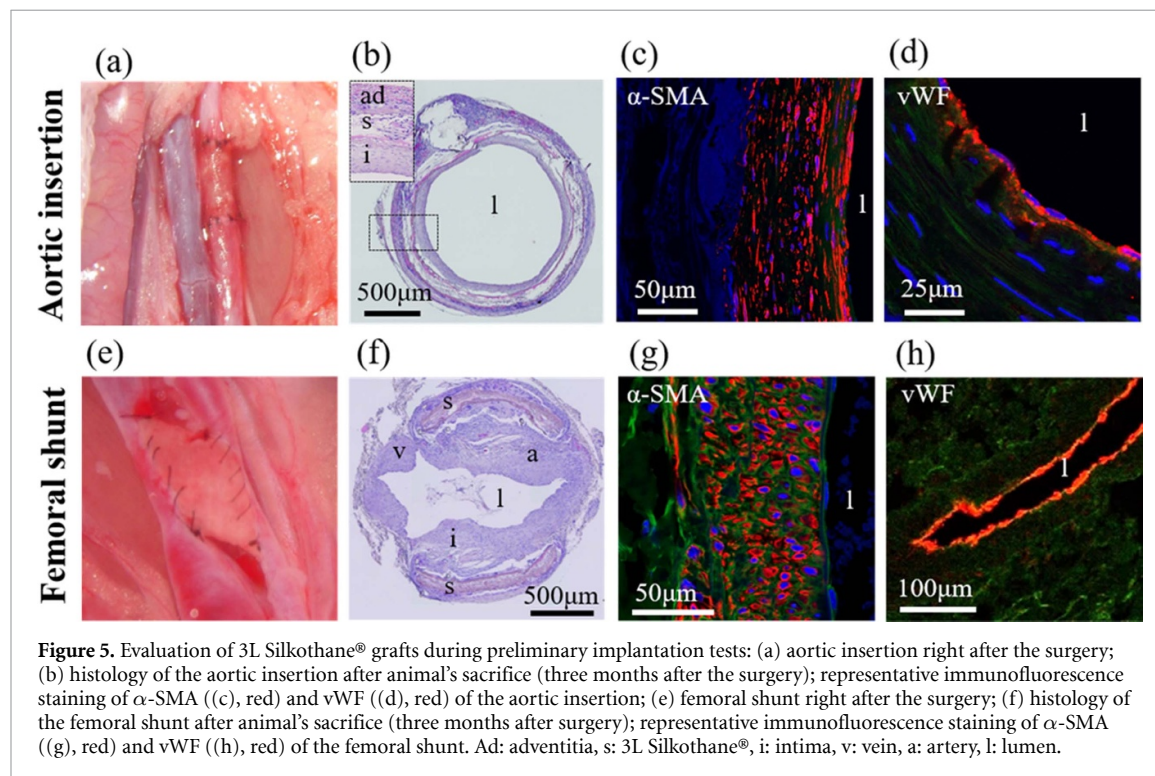 Aortic insertion
(a)
(b)
ad
s
i
l
500μm
(c)
α-SMA
l
50μm
(d)
vWF
l
25μm
Femoral shunt
(e)
(f)
s
v
a
l
i
s
500μm
(g)
α-SMA
l
50μm
(h)
vWF
l
100μm
Figure 5. Evaluation of 3L Silkothane® grafts during preliminary implantation tests: (a) aortic insertion right after the surgery;
(b) histology of the aortic insertion after animal's sacrifice (three months after the surgery); representative immunofluorescence
staining of α-SMA ((c), red) and vWF ((d), red) of the aortic insertion; (e) femoral shunt right after the surgery; (f) histology of
the femoral shunt after animal's sacrifice (three months after surgery); representative immunofluorescence staining of α-SMA
((g), red) and vWF ((h), red) of the femoral shunt. Ad: adventitia, s: 3L Silkothane®, i: intima, v: vein, a: artery, l: lumen.